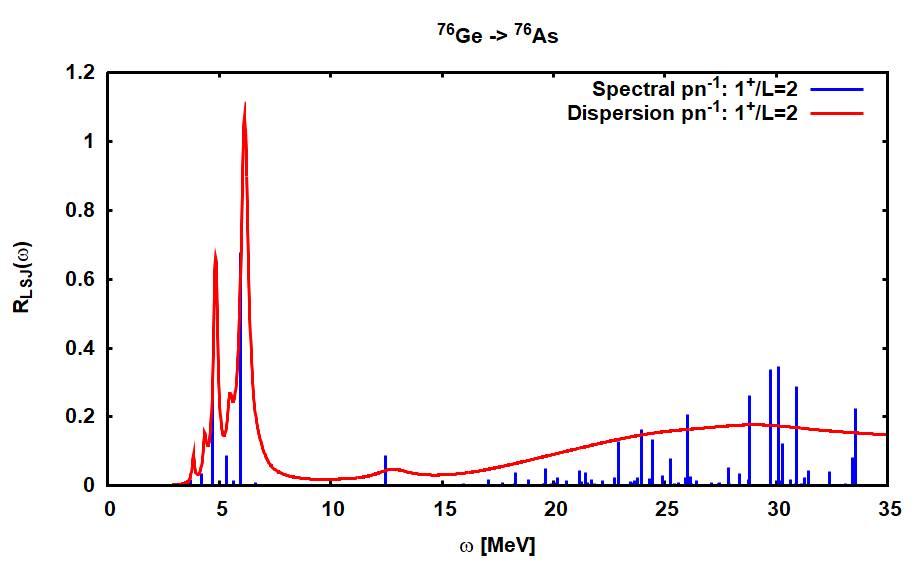 ⁷⁶Ge -> ⁷⁶As
Spectral pn⁻¹: 1⁺/L=2
Dispersion pn⁻¹: 1⁺/L=2
R_LSJ(ω)
1.2
1
0.8
0.6
0.4
0.2
0
0 5 10 15 20 25 30 35
ω [MeV]